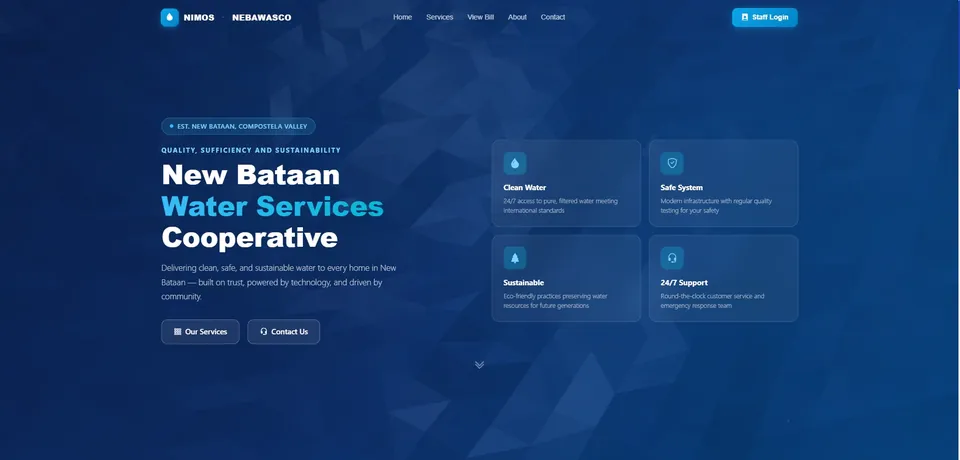 NIMOS · NEBAWASCO
Home Services View Bill About Contact
Staff Login
EST. NEW BATAAN, COMPOSTELA VALLEY
QUALITY, SUFFICIENCY AND SUSTAINABILITY
New Bataan
Water Services
Cooperative
Delivering clean, safe, and sustainable water to every home in New
Bataan — built on trust, powered by technology, and driven by
community.
Our Services
Contact Us
Clean Water
24/7 access to pure, filtered water meeting
international standards
Safe System
Modern infrastructure with regular quality
testing for your safety
Sustainable
Eco-friendly practices preserving water
resources for future generations
24/7 Support
Round-the-clock customer service and
emergency response team